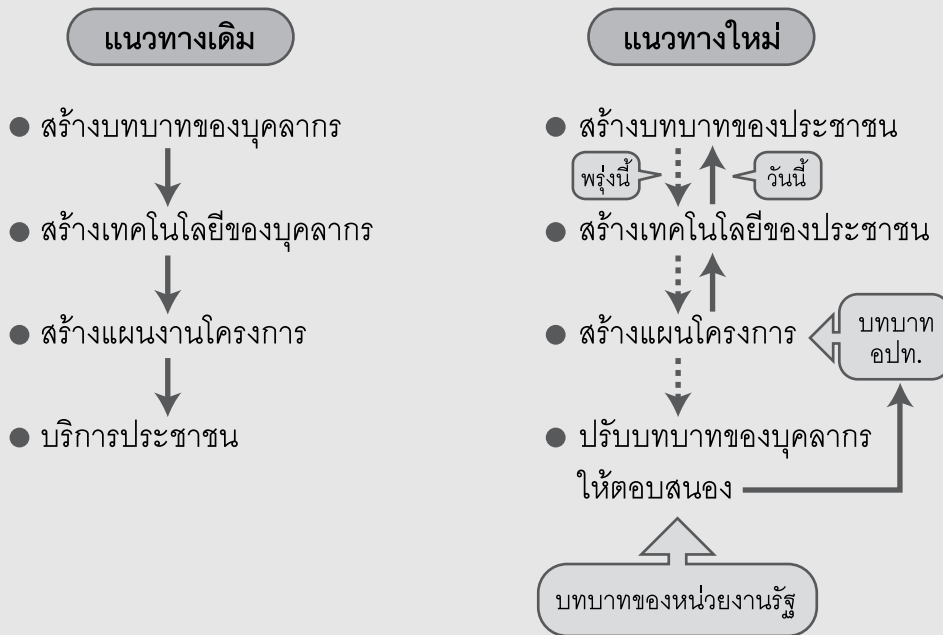 แนวทางเดิม
● สร้างบทบาทของบุคลากร
● สร้างเทคโนโลยีของบุคลากร
● สร้างแผนงานโครงการ
● บริการประชาชน
แนวทางใหม่
● สร้างบทบาทของประชาชน
พรุ่งนี้
วันนี้
● สร้างเทคโนโลยีของประชาชน
● สร้างแผนโครงการ
บทบาท
อปท.
● ปรับบทบาทของบุคลากร
ให้ตอบสนอง
บทบาทของหน่วยงานรัฐ